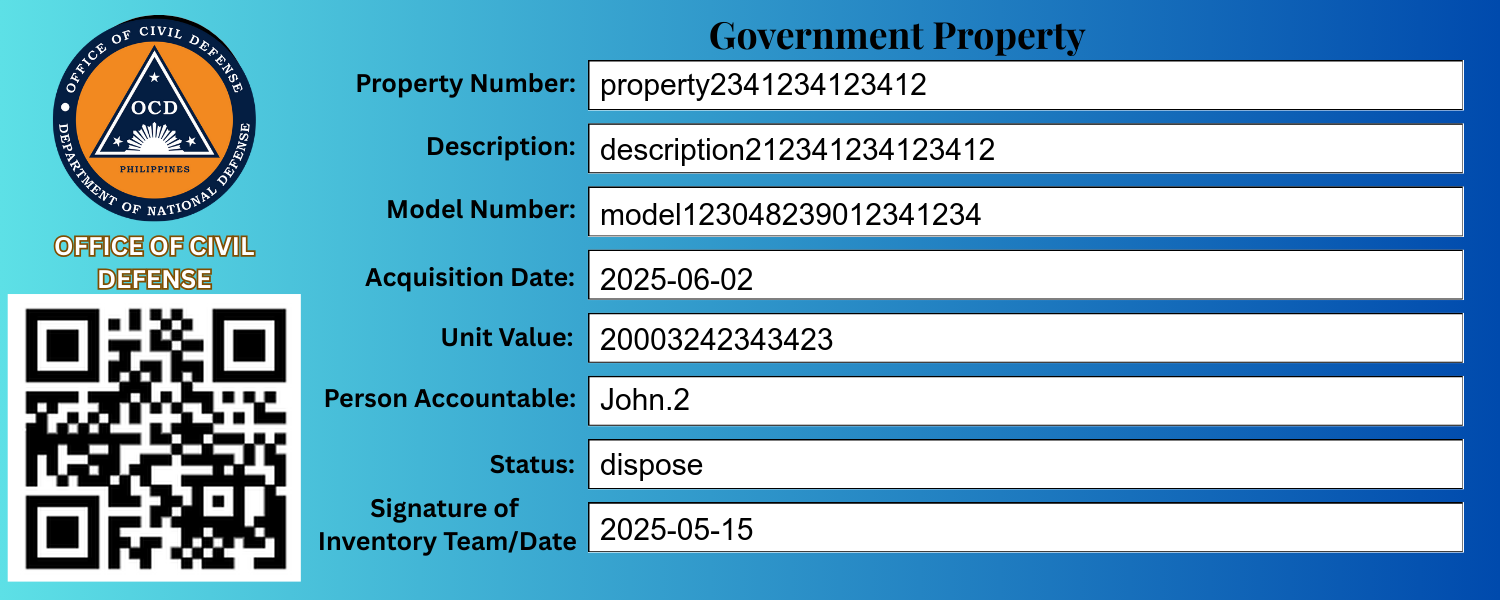 OFFICE OF CIVIL DEFENSE
OCD
PHILIPPINES
DEPARTMENT OF NATIONAL DEFENSE
OFFICE OF CIVIL
DEFENSE
Government Property
Property Number: property2341234123412
Description: description212341234123412
Model Number: model123048239012341234
Acquisition Date: 2025-06-02
Unit Value: 20003242343423
Person Accountable: John.2
Status: dispose
Signature of
Inventory Team/Date 2025-05-15